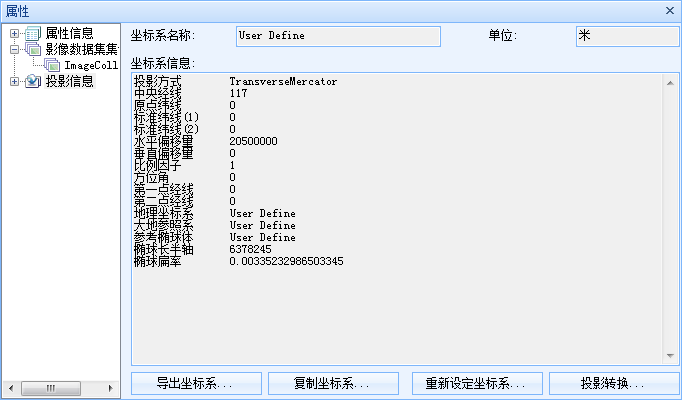 属性
属性信息
影像数据集集
ImageColl
投影信息
坐标系名称: User Define 单位: 米
坐标系信息:
投影方式 TransverseMercator
中央经线 117
原点纬线 0
标准纬线(1) 0
标准纬线(2) 0
水平偏移量 20500000
垂直偏移量 0
比例因子 1
方位角 0
第一点经线 0
第二点经线 0
地理坐标系 User Define
大地参照系 User Define
参考椭球体 User Define
椭球长半轴 6378245
椭球扁率 0.00335232986503345
导出坐标系... 复制坐标系... 重新设定坐标系... 投影转换...